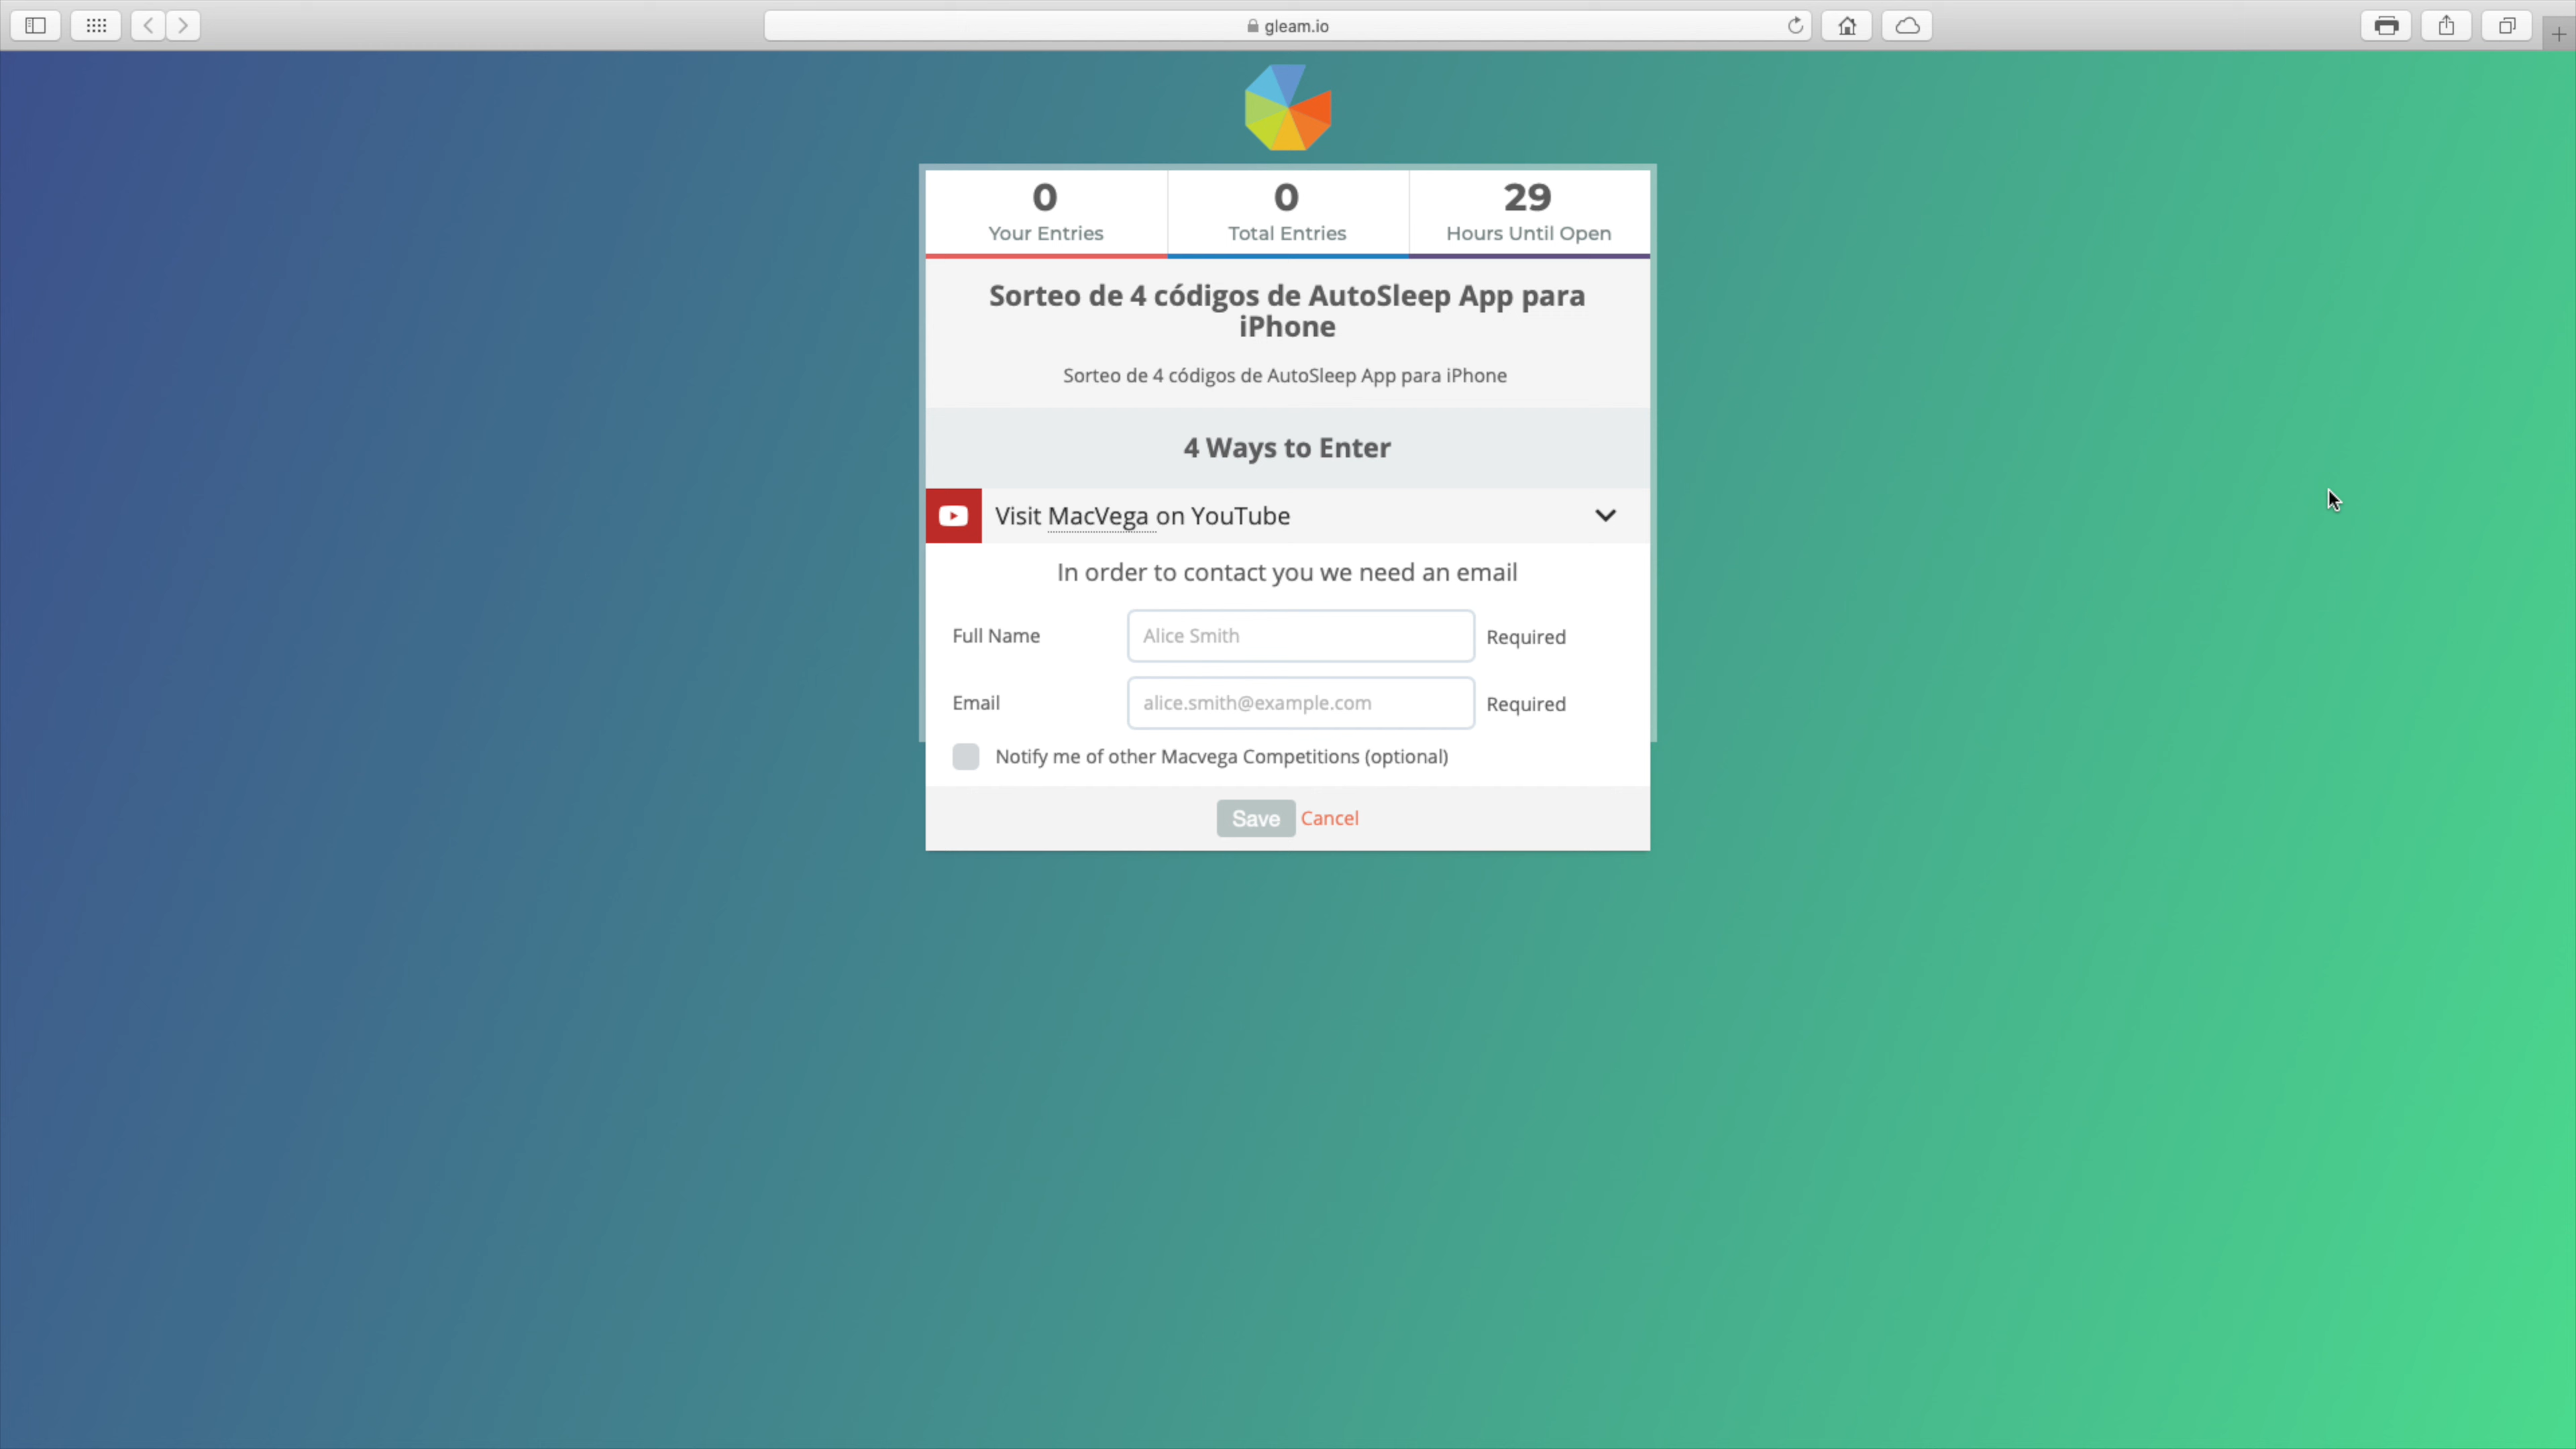 gleam.io
0
Your Entries
0
Total Entries
29
Hours Until Open
Sorteo de 4 códigos de AutoSleep App para
iPhone
Sorteo de 4 códigos de AutoSleep App para iPhone
4 Ways to Enter
Visit MacVega on YouTube
In order to contact you we need an email
Full Name
Alice Smith
Required
Email
alice.smith@example.com
Required
Notify me of other Macvega Competitions (optional)
Save Cancel